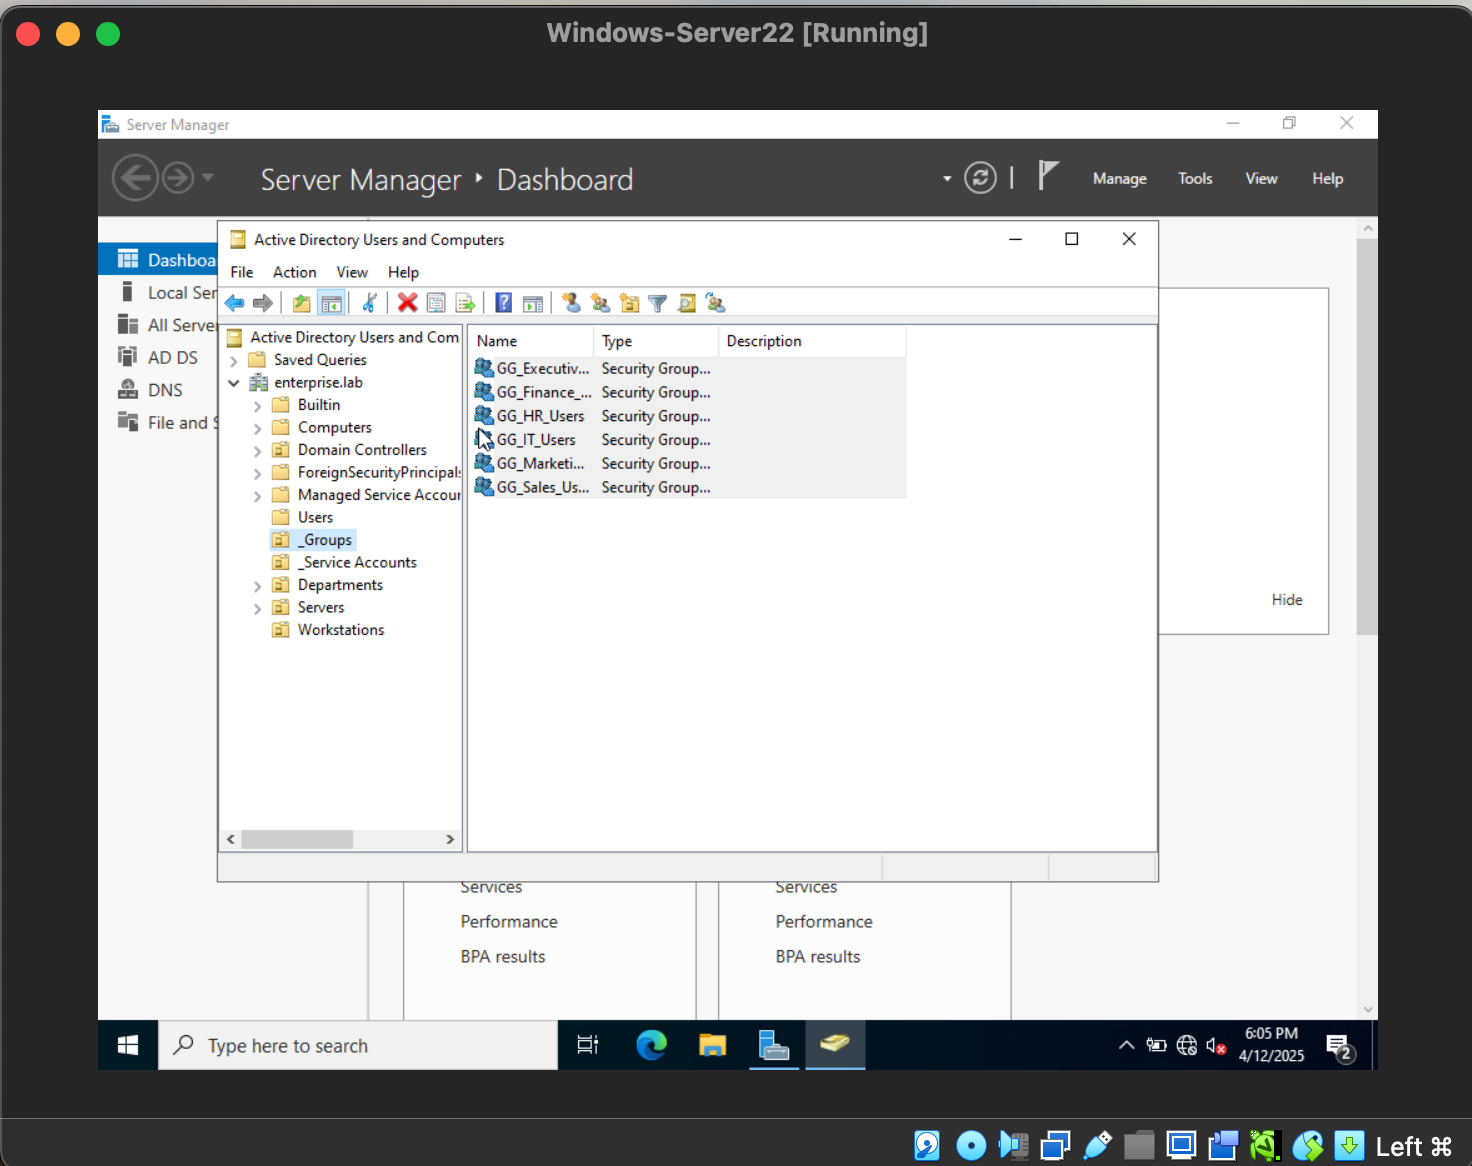 Windows-Server22 [Running]
Server Manager
Server Manager
Dashboard
Manage
Tools
View
Help
Active Directory Users and Computers
File
Action
View
Help
Dashboa
Local Ser
All Server
AD DS
DNS
File and S
Active Directory Users and Com
Saved Queries
enterprise.lab
Builtin
Computers
Domain Controllers
ForeignSecurityPrincipals
Managed Service Accour
Users
_Groups
_Service Accounts
Departments
Servers
Workstations
Name Type Description
GG_Executiv... Security Group...
GG_Finance_... Security Group...
GG_HR_Users Security Group...
GG_IT_Users Security Group...
GG_Marketi... Security Group...
GG_Sales_Us... Security Group...
Hide
Services
Performance
BPA results
Services
Performance
BPA results
Type here to search
6:05 PM
4/12/2025
2
Left ⌘